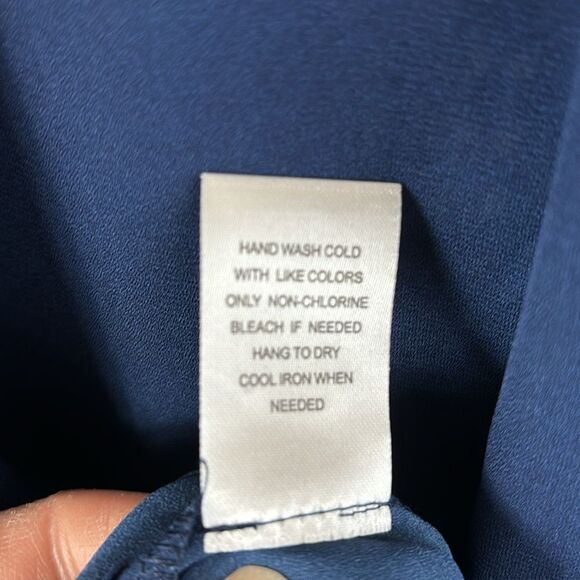 HAND WASH COLD
WITH LIKE COLORS
ONLY NON-CHLORINE
BLEACH IF NEEDED
HANG TO DRY
COOL IRON WHEN
NEEDED